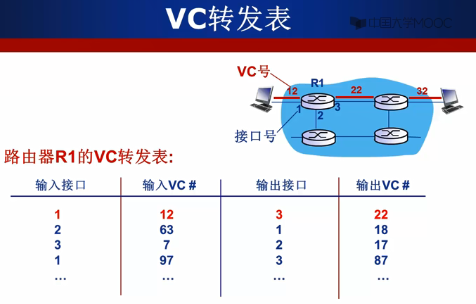 VC转发表
中国大学MOOC
VC号
R1
12
22
32
1
3
2
接口号
路由器R1的VC转发表:
输入接口 输入VC # 输出接口 输出VC #
1 12 3 22
2 63 1 18
3 7 2 17
1 97 3 87
… … … …